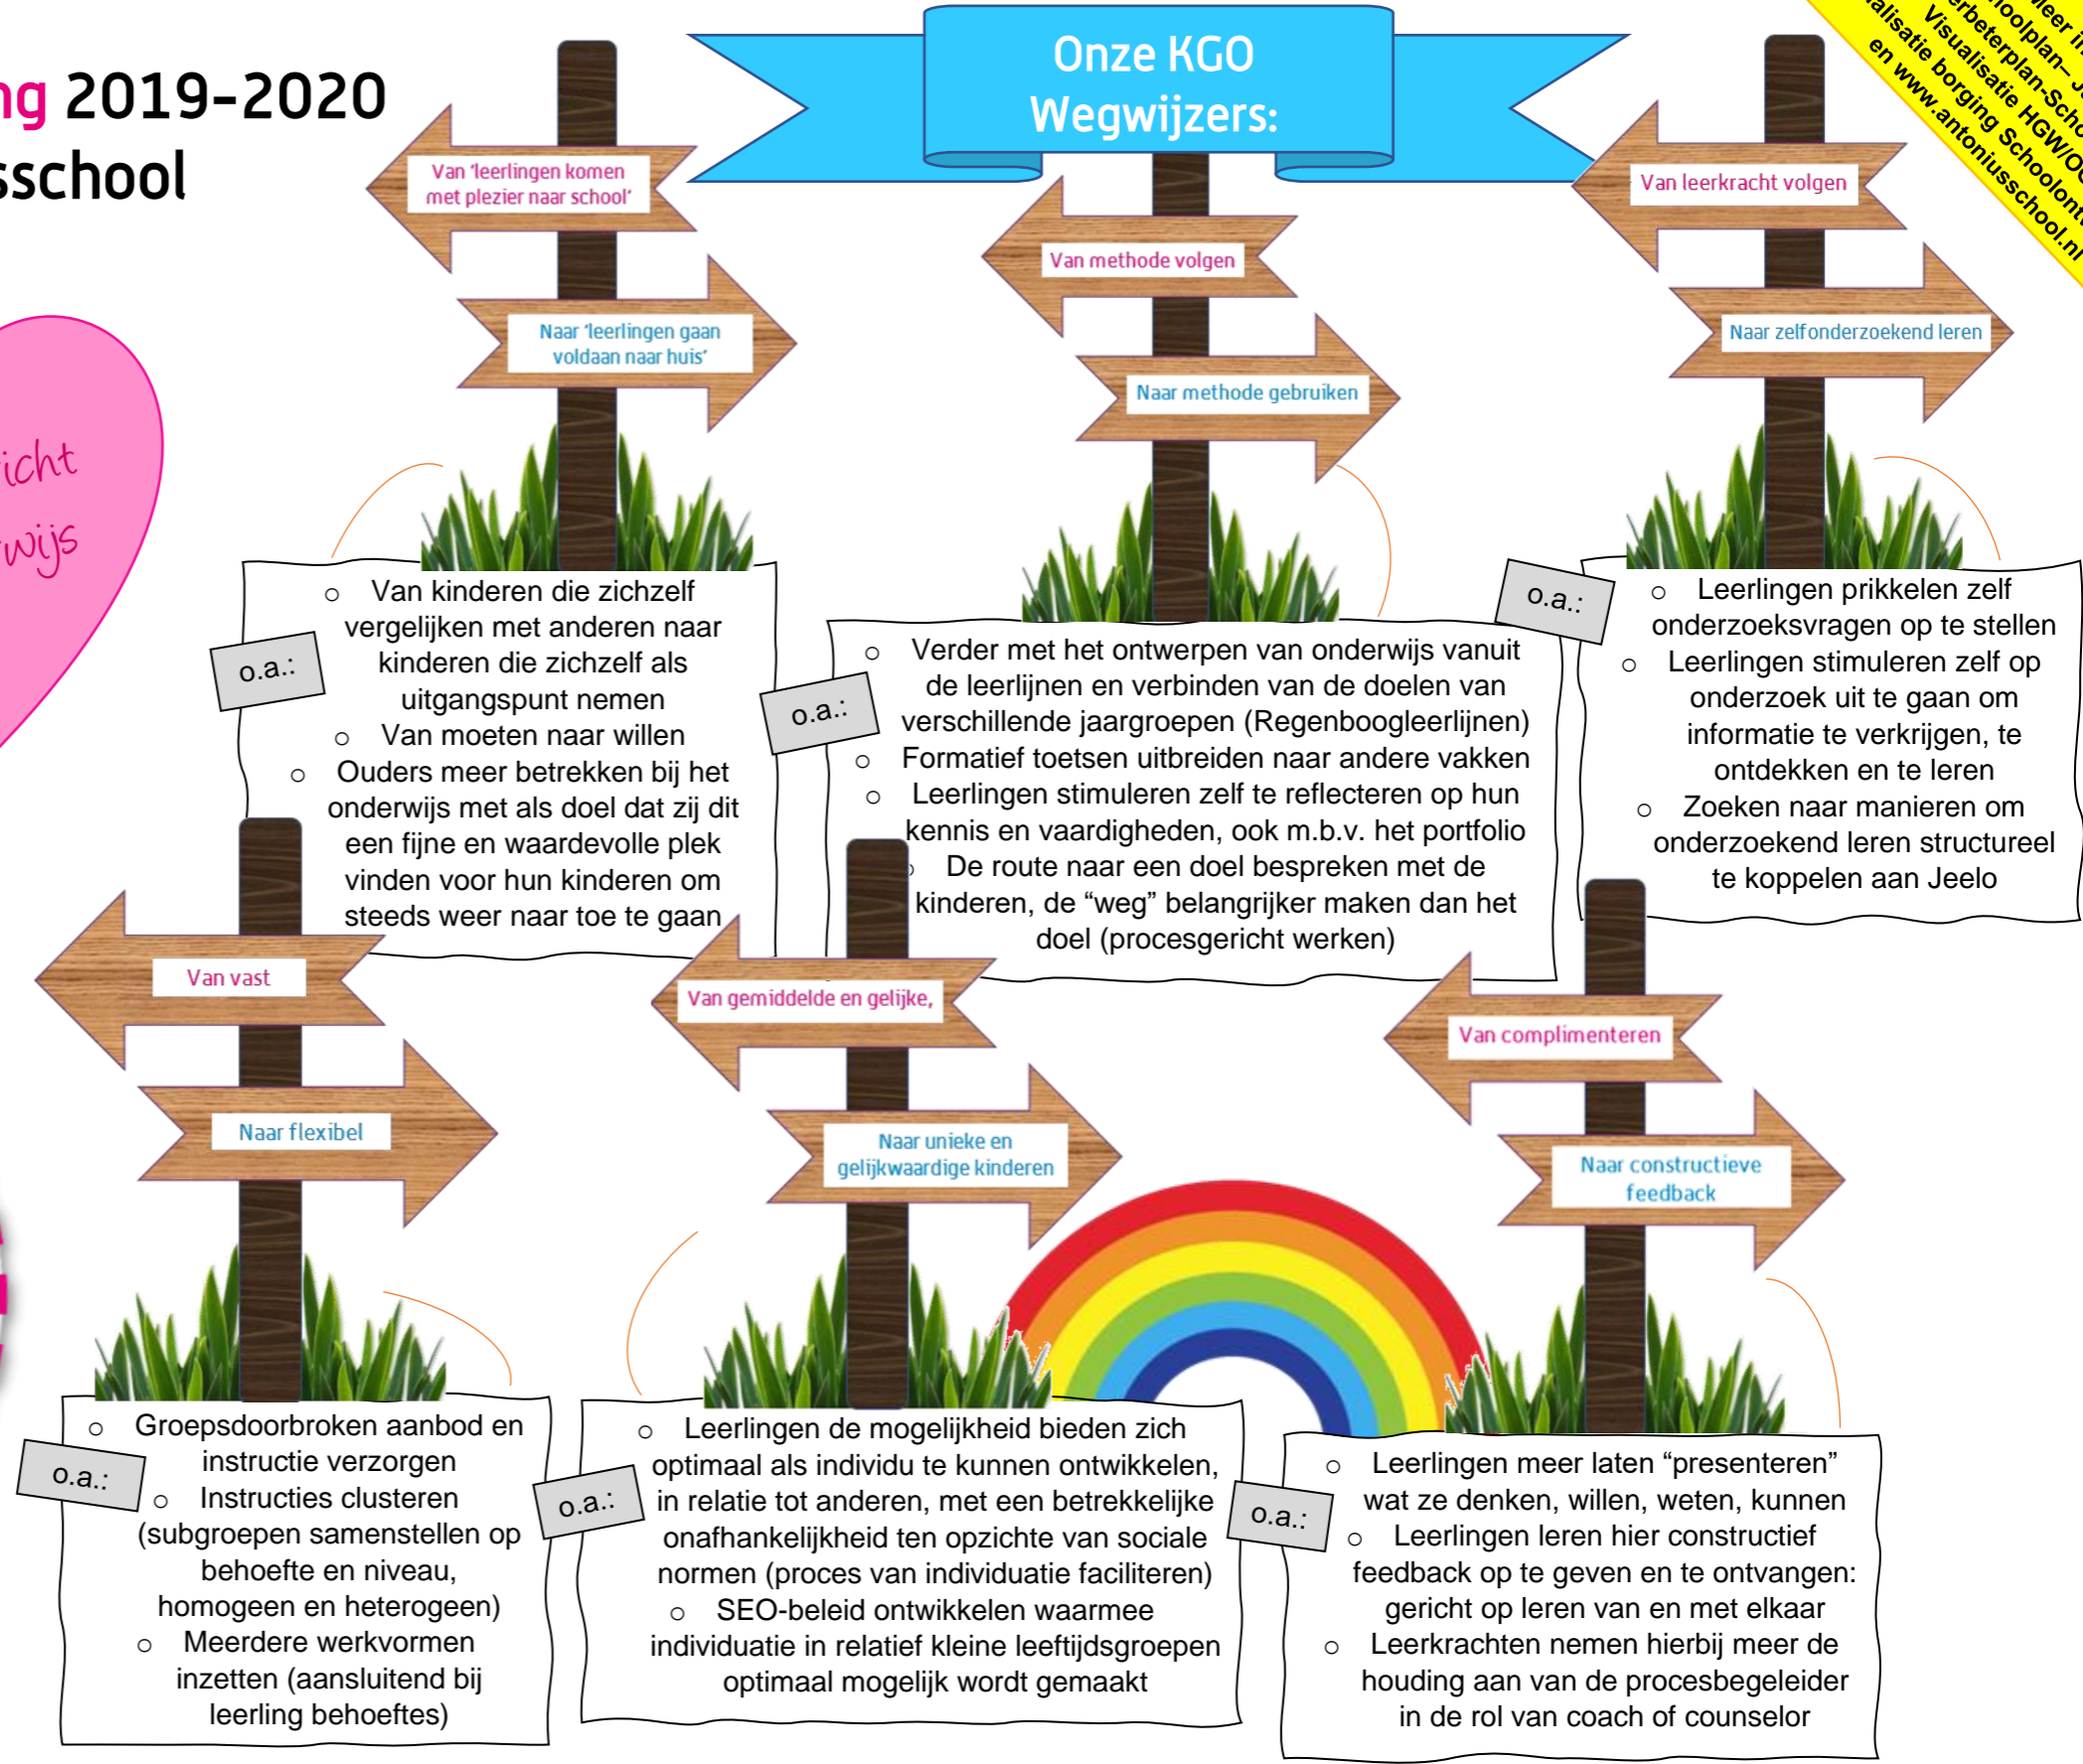 2019-2020
Onze KGO
Wegwijzers:
Visualisatie HGW/
borging
en www.antoniusschool.nl
Van 'leerlingen komen
met plezier naar school'
Naar 'leerlingen gaan
voldaan naar huis'
o.a.:
o Van kinderen die zichzelf
vergelijken met anderen naar
kinderen die zichzelf als
uitgangspunt nemen
o Van moeten naar willen
o Ouders meer betrekken bij het
onderwijs met als doel dat zij dit
een fijne en waardevolle plek
vinden voor hun kinderen om
steeds weer naar toe te gaan
Van methode volgen
Naar methode gebruiken
o.a.:
o Verder met het ontwerpen van onderwijs vanuit
de leerlijnen en verbinden van de doelen van
verschillende jaargroepen (Regenboogleerlijnen)
o Formatief toetsen uitbreiden naar andere vakken
o Leerlingen stimuleren zelf te reflecteren op hun
kennis en vaardigheden, ook m.b.v. het portfolio
De route naar een doel bespreken met de
kinderen, de “weg” belangrijker maken dan het
doel (procesgericht werken)
Van leerkracht volgen
Naar zelfonderzoekend leren
o.a.:
o Leerlingen prikkelen zelf
onderzoeksvragen op te stellen
o Leerlingen stimuleren zelf op
onderzoek uit te gaan om
informatie te verkrijgen, te
ontdekken en te leren
o Zoeken naar manieren om
onderzoekend leren structureel
te koppelen aan Jeelo
Van vast
Naar flexibel
o.a.:
o Groepsdoorbroken aanbod en
instructie verzorgen
o Instructies clusteren
(subgroepen samenstellen op
behoefte en niveau,
homogeen en heterogeen)
o Meerdere werkvormen
inzetten (aansluitend bij
leerling behoeftes)
Van gemiddelde en gelijke,
Naar unieke en
gelijkwaardige kinderen
o.a.:
o Leerlingen de mogelijkheid bieden zich
optimaal als individu te kunnen ontwikkelen,
in relatie tot anderen, met een betrekkelijke
onafhankelijkheid ten opzichte van sociale
normen (proces van individuatie faciliteren)
o SEO-beleid ontwikkelen waarmee
individuatie in relatief kleine leeftijdsgroepen
optimaal mogelijk wordt gemaakt
Van complimenteren
Naar constructieve
feedback
o.a.:
o Leerlingen meer laten “presenteren”
wat ze denken, willen, weten, kunnen
o Leerlingen leren hier constructief
feedback op te geven en te ontvangen:
gericht op leren van en met elkaar
o Leerkrachten nemen hierbij meer de
houding aan van de procesbegeleider
in de rol van coach of counselor